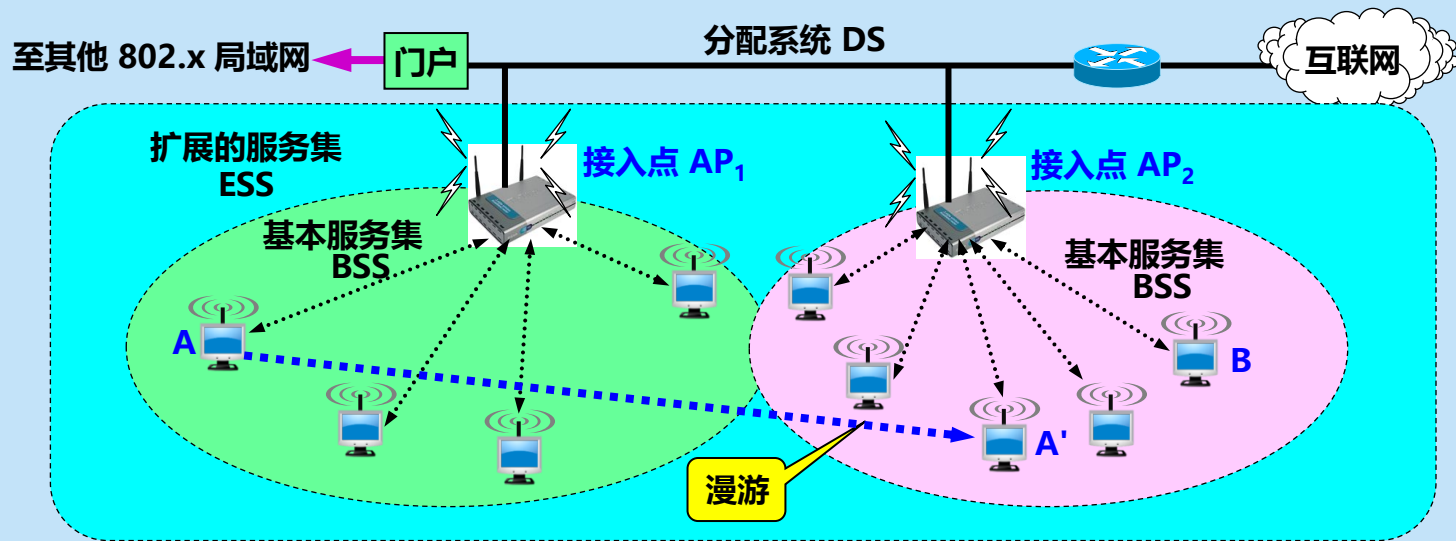 分配系统 DS
至其他 802.x 局域网
门户
互联网
扩展的服务集
ESS
接入点 AP₁
接入点 AP₂
基本服务集
BSS
基本服务集
BSS
A
B
A'
漫游